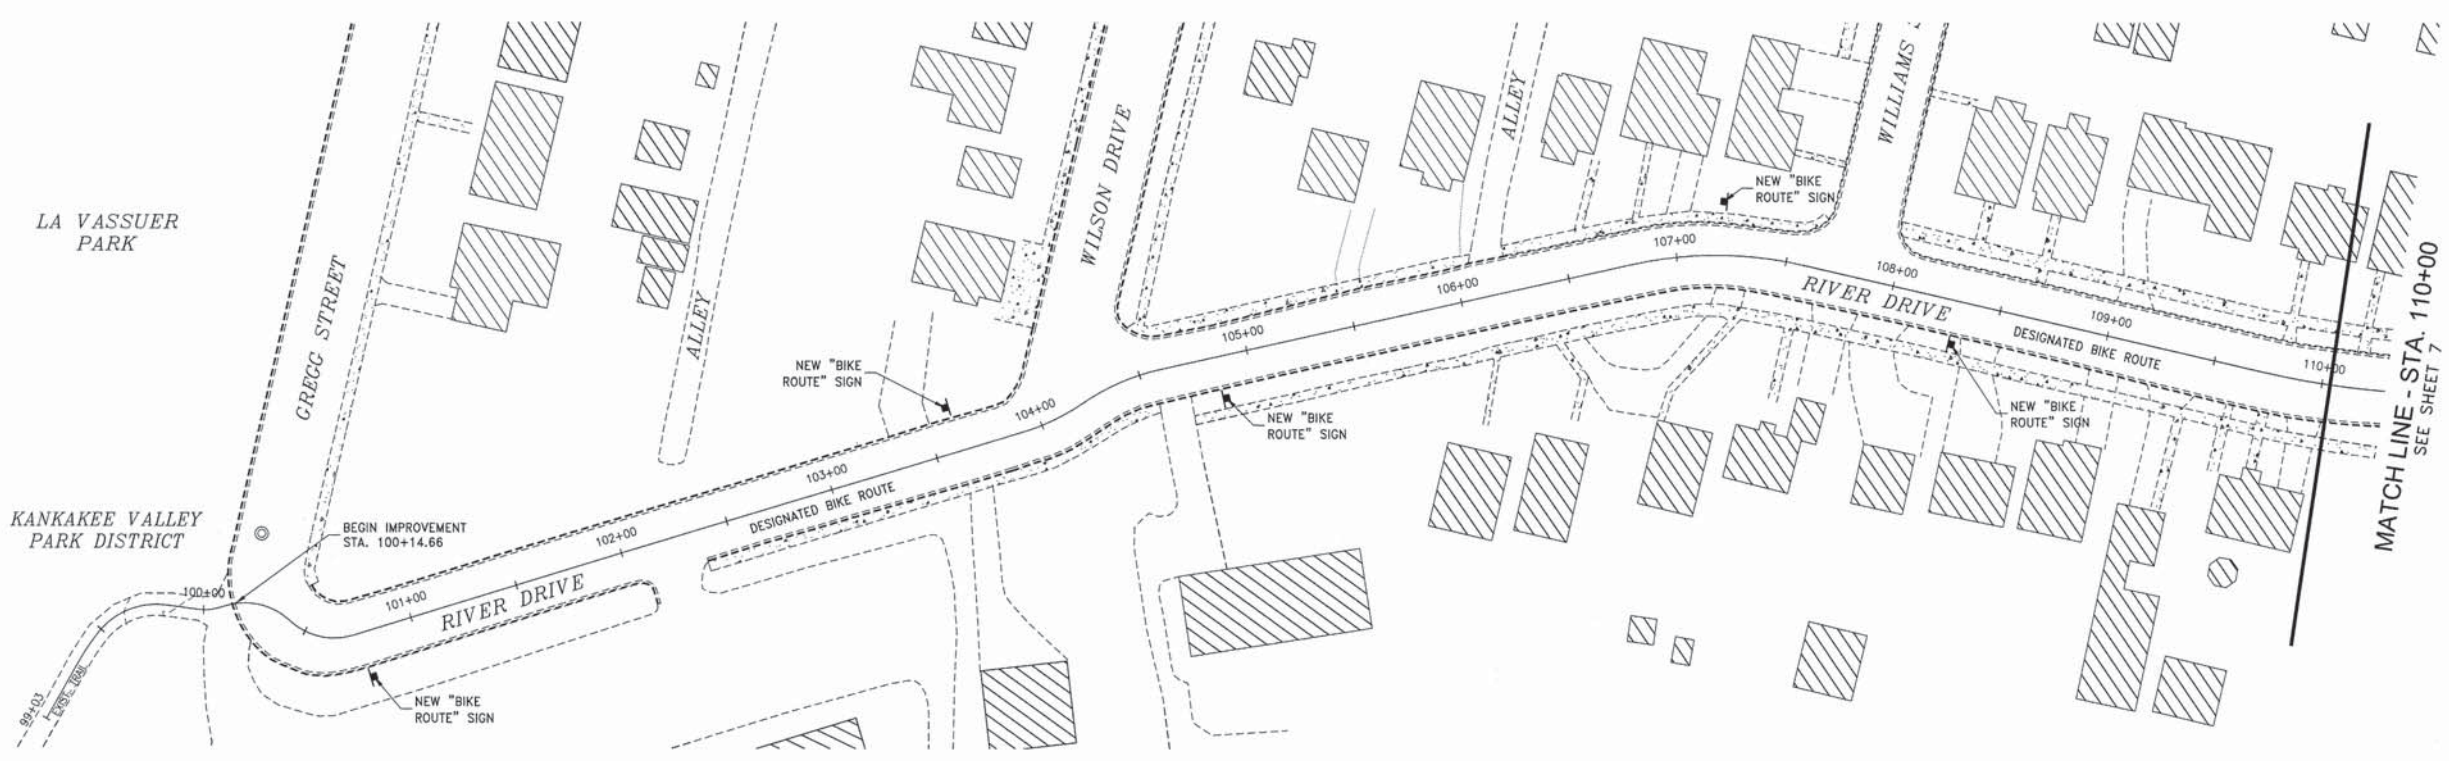 LA VASSUER
PARK
KANKAKEE VALLEY
PARK DISTRICT
GREGG STREET
BEGIN IMPROVEMENT
STA. 100+14.66
99+03
EXIST. TRAIL
100+00
101+00
RIVER DRIVE
NEW "BIKE
ROUTE" SIGN
102+00
ALLEY
DESIGNATED BIKE ROUTE
103+00
NEW "BIKE
ROUTE" SIGN
104+00
WILSON DRIVE
105+00
NEW "BIKE
ROUTE" SIGN
106+00
ALLEY
107+00
NEW "BIKE
ROUTE" SIGN
WILLIAMS
108+00
RIVER DRIVE
DESIGNATED BIKE ROUTE
NEW "BIKE
ROUTE" SIGN
109+00
110+00
MATCH LINE - STA. 110+00
SEE SHEET 7